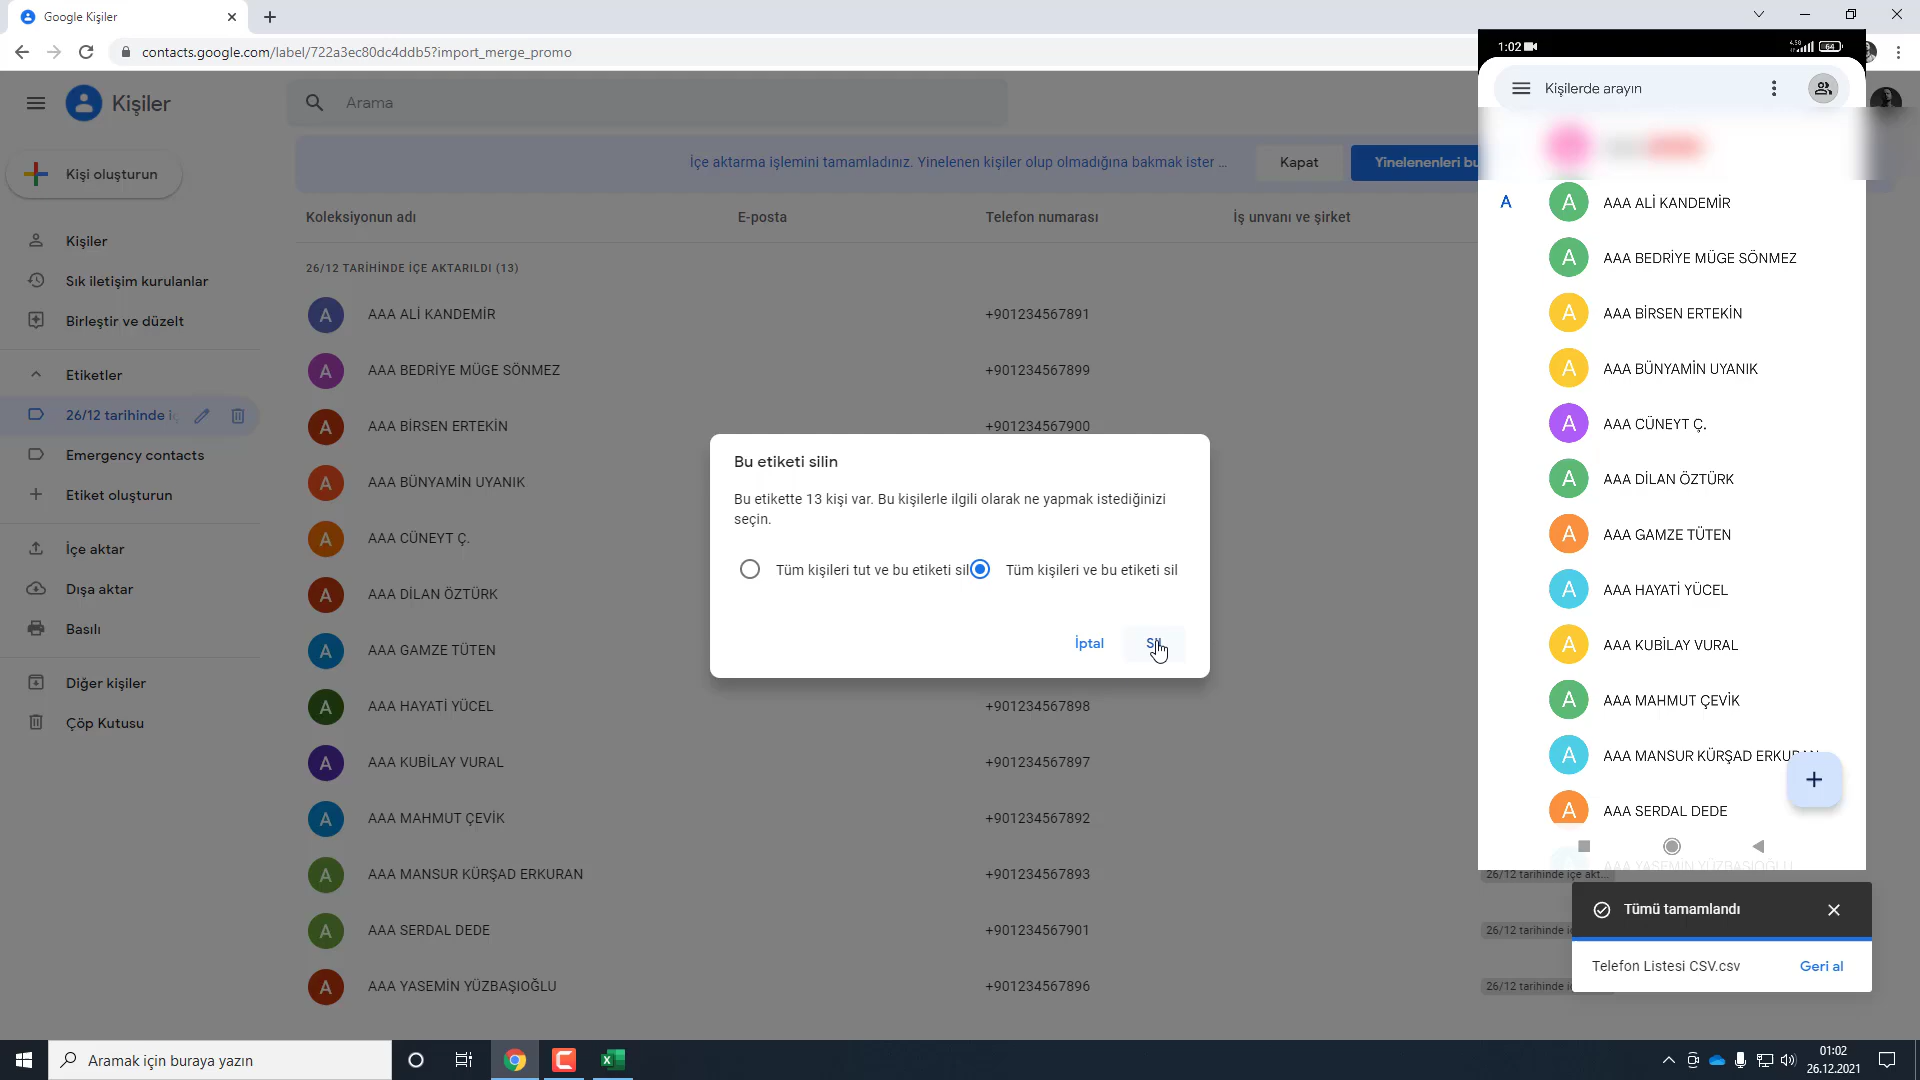 Google Kişiler
contacts.google.com/label/722a3ec80dc4ddb5?import_merge_promo
Kişiler
Arama
Kişi oluşturun
Kişiler
Sık iletişim kurulanlar
Birleştir ve düzelt
Etiketler
26/12 tarihinde
Emergency contacts
Etiket oluşturun
İçe aktar
Dışa aktar
Basılı
Diğer kişiler
Çöp Kutusu
İçe aktarma işlemini tamamladınız. Yinelenen kişiler olup olmadığına bakmak ister ...
Kapat
Yinelenenleri bu
Koleksiyonun adı E-posta Telefon numarası İş unvanı ve şirket
26/12 TARİHİNDE İÇE AKTARILDI (13)
A AAA ALİ KANDEMİR +901234567891
A AAA BEDRİYE MÜGE SÖNMEZ +901234567899
A AAA BİRSEN ERTEKİN +901234567900
A AAA BÜNYAMİN UYANIK
A AAA CÜNEYT Ç.
A AAA DİLAN ÖZTÜRK
A AAA GAMZE TÜTEN
A AAA HAYATİ YÜCEL +901234567898
A AAA KUBİLAY VURAL +901234567897
A AAA MAHMUT ÇEVİK +901234567892
A AAA MANSUR KÜRŞAD ERKURAN +901234567893 26/12 tarihinde içe akt...
A AAA SERDAL DEDE +901234567901 26/12 tarihinde
A AAA YASEMİN YÜZBAŞIOĞLU +901234567896 26/12 tarihinde
Bu etiketi silin
Bu etikette 13 kişi var. Bu kişilerle ilgili olarak ne yapmak istediğinizi
seçin.
Tüm kişileri tut ve bu etiketi sil
Tüm kişileri ve bu etiketi sil
İptal
Sil
1:02
64
Kişilerde arayın
A
A AAA ALİ KANDEMİR
A AAA BEDRİYE MÜGE SÖNMEZ
A AAA BİRSEN ERTEKİN
A AAA BÜNYAMİN UYANIK
A AAA CÜNEYT Ç.
A AAA DİLAN ÖZTÜRK
A AAA GAMZE TÜTEN
A AAA HAYATİ YÜCEL
A AAA KUBİLAY VURAL
A AAA MAHMUT ÇEVİK
A AAA MANSUR KÜRŞAD ERKURAN
A AAA SERDAL DEDE
AAA YASEMİN YÜZBAŞIOĞLU
Tümü tamamlandı
Telefon Listesi CSV.csv
Geri al
Aramak için buraya yazın
01:02
26.12.2021